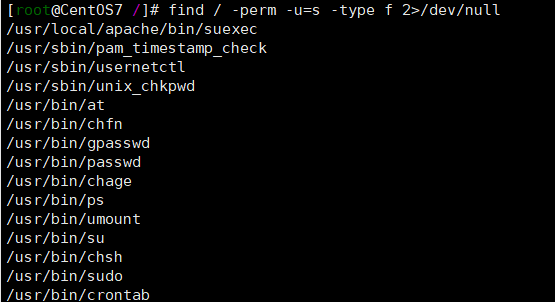 [root@CentOS7 /]# find / -perm -u=s -type f 2>/dev/null
/usr/local/apache/bin/suexec
/usr/sbin/pam_timestamp_check
/usr/sbin/usernetctl
/usr/sbin/unix_chkpwd
/usr/bin/at
/usr/bin/chfn
/usr/bin/gpasswd
/usr/bin/passwd
/usr/bin/chage
/usr/bin/ps
/usr/bin/umount
/usr/bin/su
/usr/bin/chsh
/usr/bin/sudo
/usr/bin/crontab